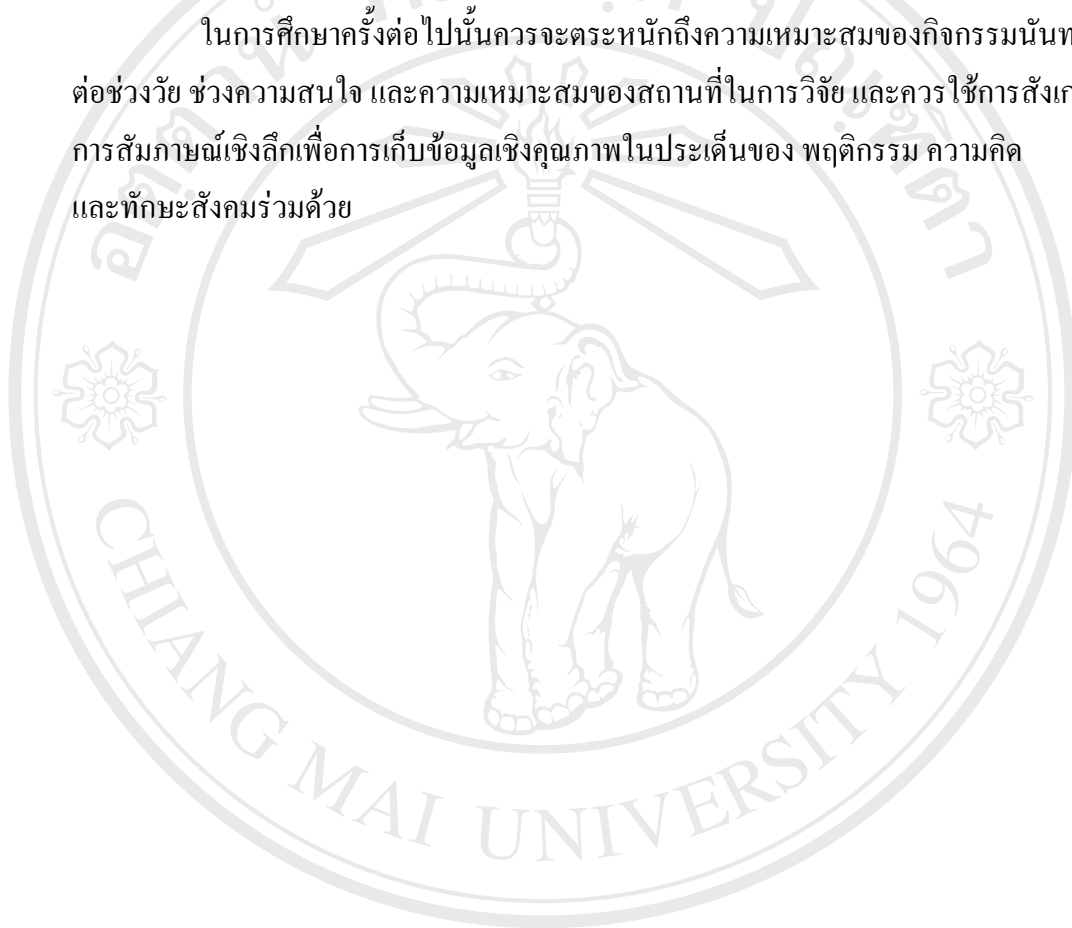 ในการศึกษาครั้งต่อไปนั้นควรจะตระหนักถึงความเหมาะสมของกิจกรรมนันท
ต่อช่วงวัย ช่วงความสนใจ และความเหมาะสมของสถานที่ในการวิจัย และควรใช้การสังเก
การสัมภาษณ์เชิงลึกเพื่อการเก็บข้อมูลเชิงคุณภาพในประเด็นของ พฤติกรรม ความคิด
และทักษะสังคมร่วมด้วย
CHIANG MAI UNIVERSITY 1964